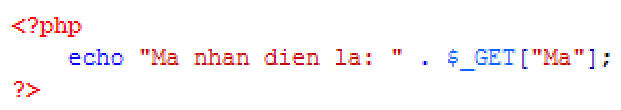 <?php
echo "Ma nhan dien la: " . $_GET["Ma"];
?>